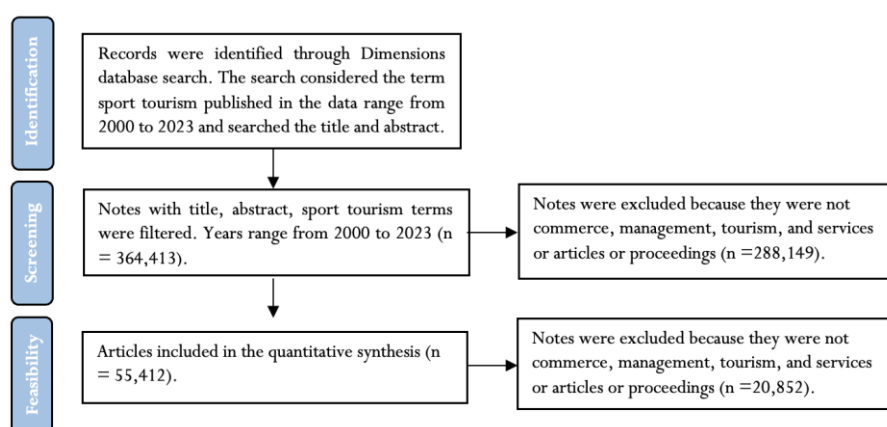 Identification
Records were identified through Dimensions
database search. The search considered the term
sport tourism published in the data range from
2000 to 2023 and searched the title and abstract.
Screening
Notes with title, abstract, sport tourism terms
were filtered. Years range from 2000 to 2023 (n
= 364,413).
Notes were excluded because they were not
commerce, management, tourism, and services
or articles or proceedings (n =288,149).
Feasibility
Articles included in the quantitative synthesis (n
= 55,412).
Notes were excluded because they were not
commerce, management, tourism, and services
or articles or proceedings (n =20,852).